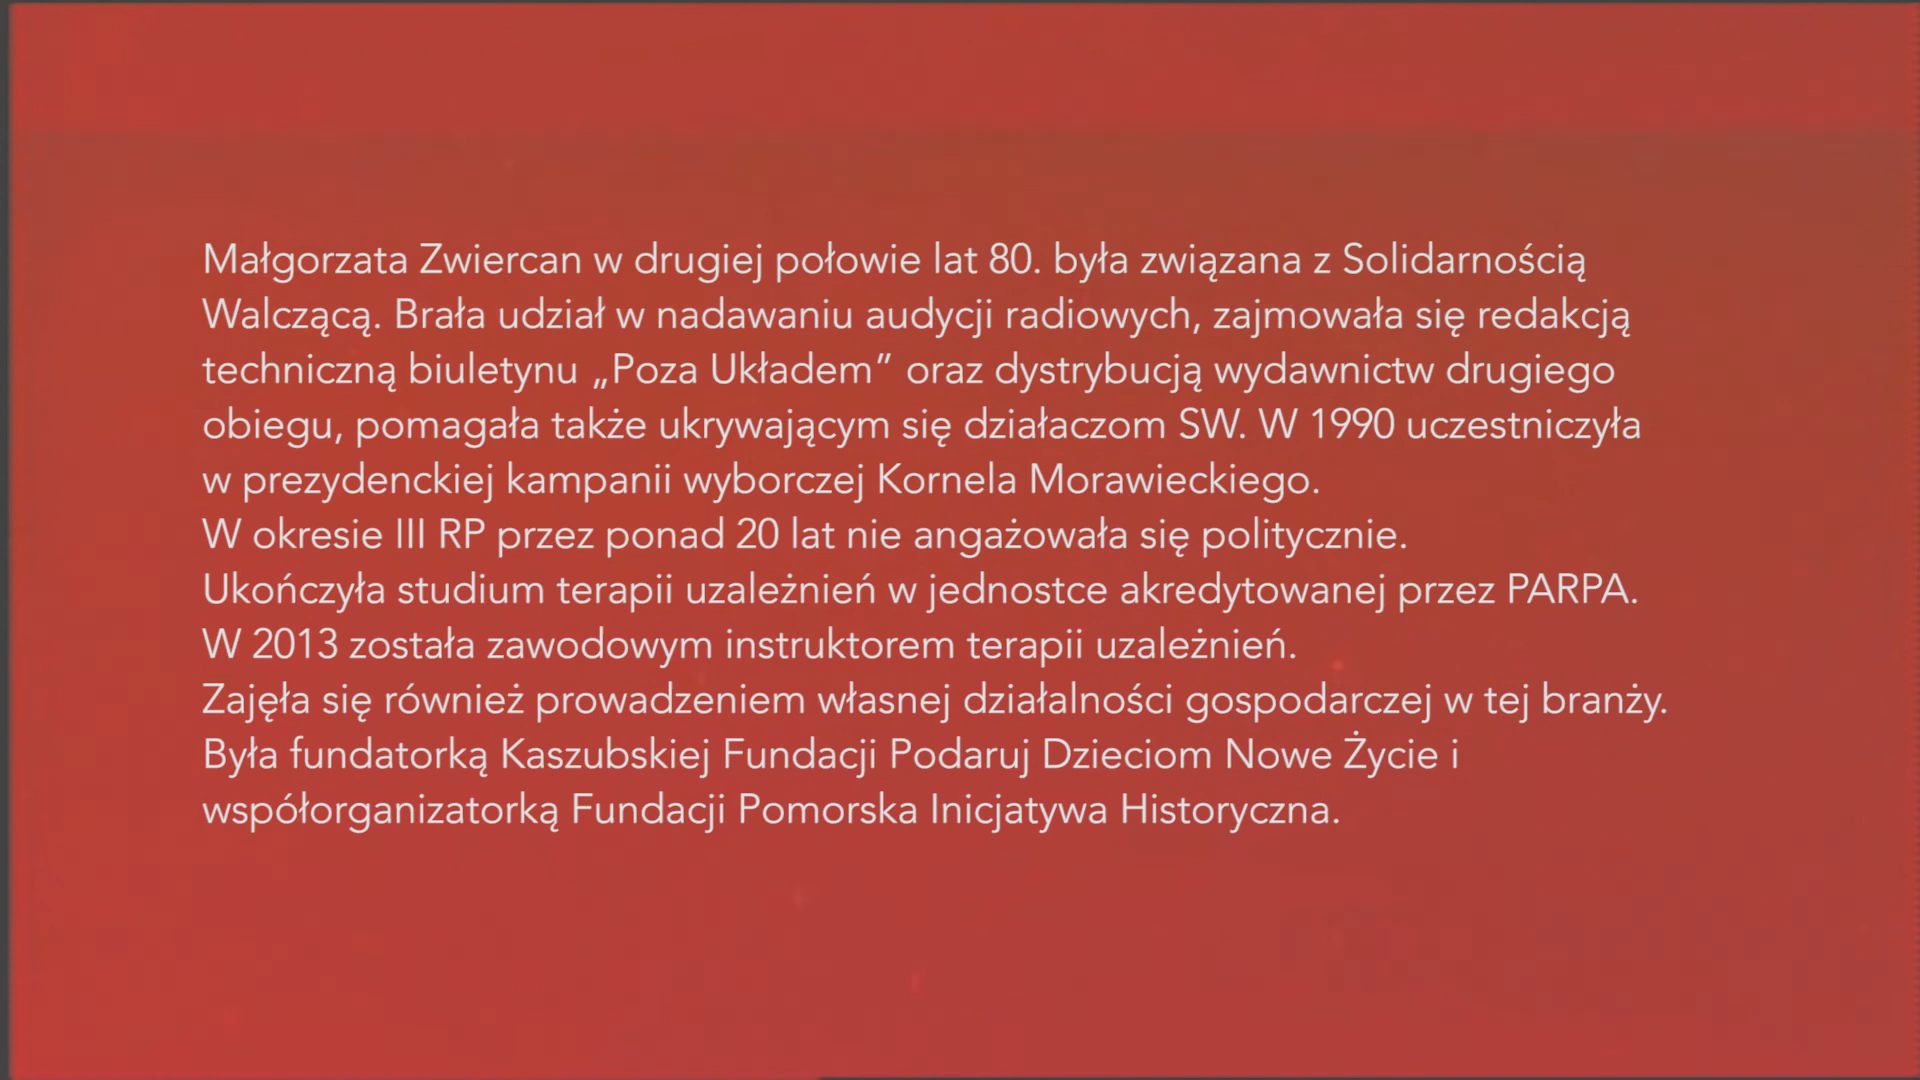 Małgorzata Zwiercan w drugiej połowie lat 80. była związana z Solidarnością
Walczącą. Brała udział w nadawaniu audycji radiowych, zajmowała się redakcją
techniczną biuletynu „Poza Układem” oraz dystrybucją wydawnictw drugiego
obiegu, pomagała także ukrywającym się działaczom SW. W 1990 uczestniczyła
w prezydenckiej kampanii wyborczej Kornela Morawieckiego.
W okresie III RP przez ponad 20 lat nie angażowała się politycznie.
Ukończyła studium terapii uzależnień w jednostce akredytowanej przez PARPA.
W 2013 została zawodowym instruktorem terapii uzależnień.
Zajęła się również prowadzeniem własnej działalności gospodarczej w tej branży.
Była fundatorką Kaszubskiej Fundacji Podaruj Dzieciom Nowe Życie i
współorganizatorką Fundacji Pomorska Inicjatywa Historyczna.